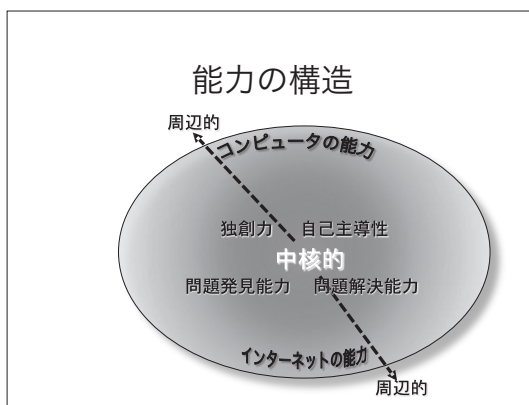 能力の構造
周辺的
コンピュータの能力
独創力 自己主導性
中核的
問題発見能力 問題解決能力
インターネットの能力
周辺的